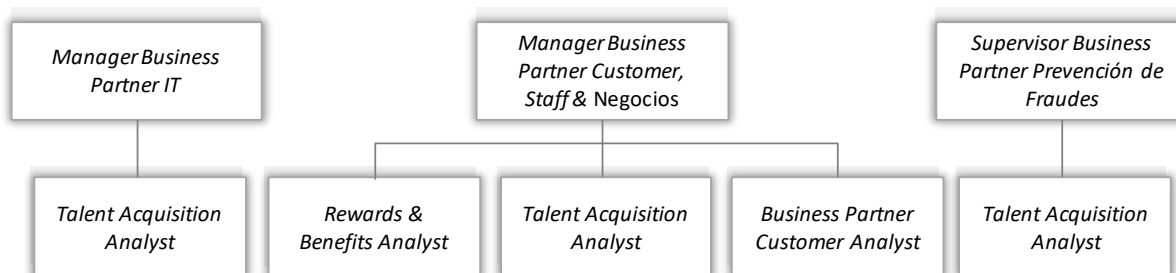 Manager Business
Partner IT
Manager Business
Partner Customer,
Staff & Negocios
Supervisor Business
Partner Prevención de
Fraudes
Talent Acquisition
Analyst
Rewards &
Benefits Analyst
Talent Acquisition
Analyst
Business Partner
Customer Analyst
Talent Acquisition
Analyst